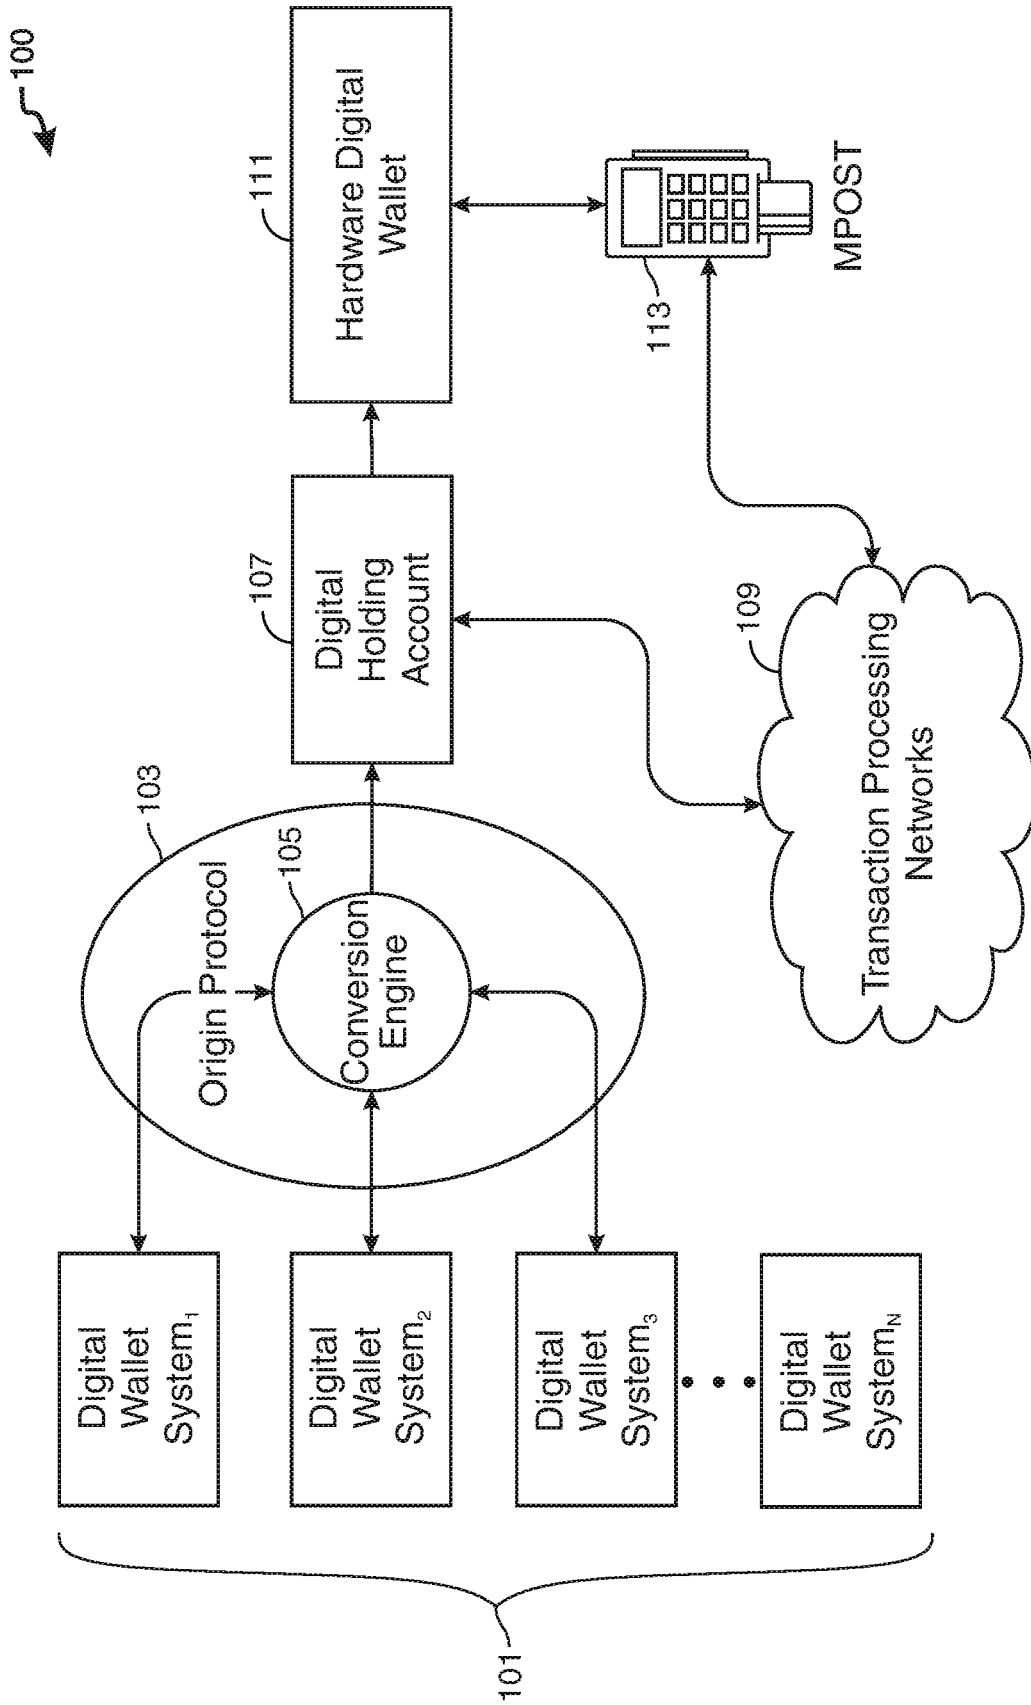 100
101
Digital
Wallet
System₁
Digital
Wallet
System₂
Digital
Wallet
System₃
Digital
Wallet
System_N
103
Origin Protocol
105
Conversion
Engine
107
Digital
Holding
Account
111
Hardware Digital
Wallet
113
MPOST
109
Transaction Processing
Networks